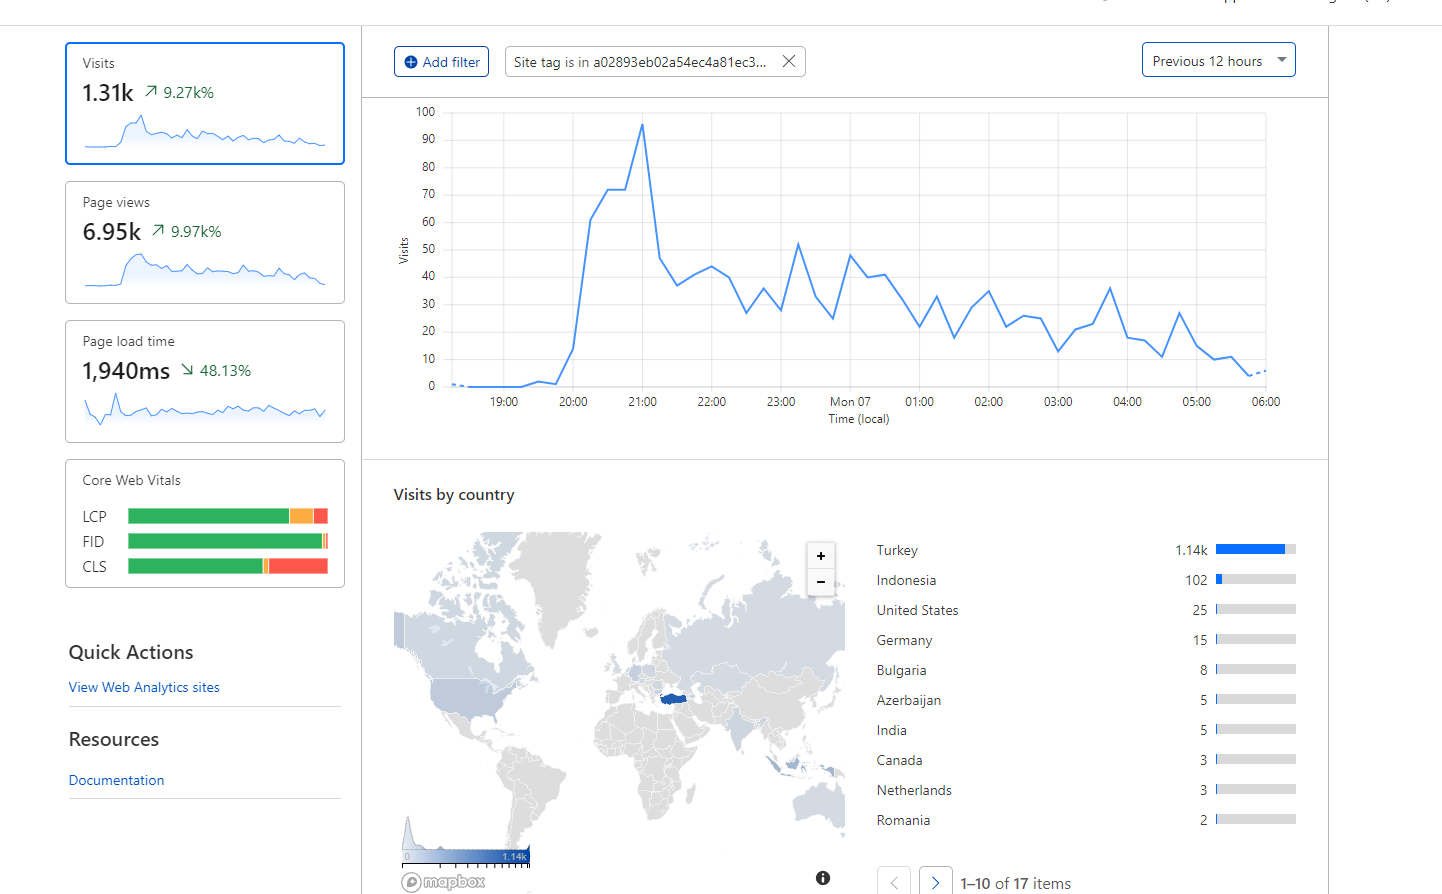 Visits
1.31k 9.27k%
Page views
6.95k 9.97k%
Page load time
1,940ms 48.13%
Core Web Vitals
LCP
FID
CLS
Quick Actions
View Web Analytics sites
Resources
Documentation
Add filter
Site tag is in a02893eb02a54ec4a81ec3...
Previous 12 hours
100
90
80
70
60
50
40
30
20
10
0
Visits
19:00 20:00 21:00 22:00 23:00 Mon 07 01:00 02:00 03:00 04:00 05:00 06:00
Time (local)
Visits by country
+
−
0 1.14k
mapbox
Turkey 1.14k
Indonesia 102
United States 25
Germany 15
Bulgaria 8
Azerbaijan 5
India 5
Canada 3
Netherlands 3
Romania 2
1–10 of 17 items